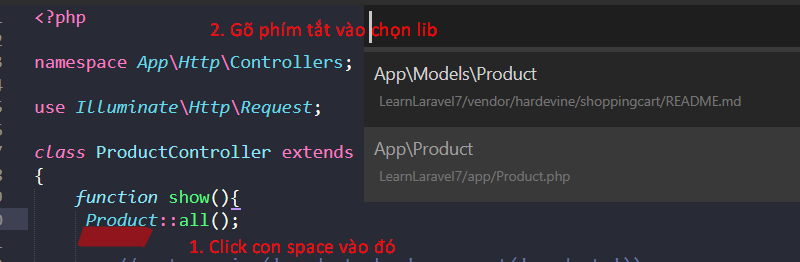 <?php
2. Gõ phím tắt vào chọn lib
namespace App\Http\Controllers;
App\Models\Product
LearnLaravel7/vendor/hardevine/shoppingcart/README.md
use Illuminate\Http\Request;
App\Product
LearnLaravel7/app/Product.php
class ProductController extends
{
function show(){
Product::all();
1. Click con space vào đó